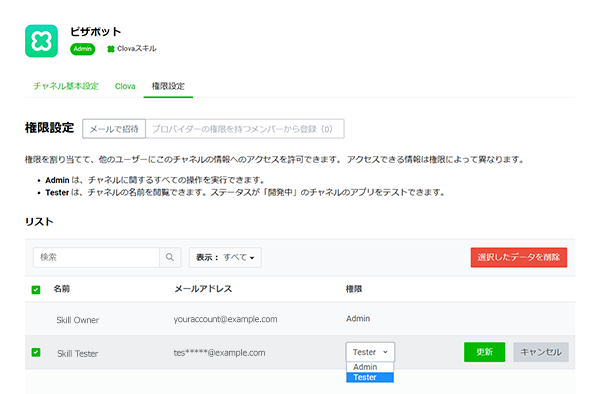 ピザボット
Admin Clovaスキル
チャネル基本設定 Clova 権限設定
権限設定 メールで招待 プロバイダーの権限を持つメンバーから登録（0）
権限を割り当てて、他のユーザーにこのチャネルの情報へのアクセスを許可できます。 アクセスできる情報は権限によって異なります。
• Admin は、チャネルに関するすべての操作を実行できます。
• Tester は、チャネルの名前を閲覧できます。ステータスが「開発中」のチャネルのアプリをテストできます。
リスト
検索 表示： すべて 選択したデータを削除
名前 メールアドレス 権限
Skill Owner youraccount@example.com Admin
Skill Tester tes*****@example.com Tester 更新 キャンセル
Admin
Tester